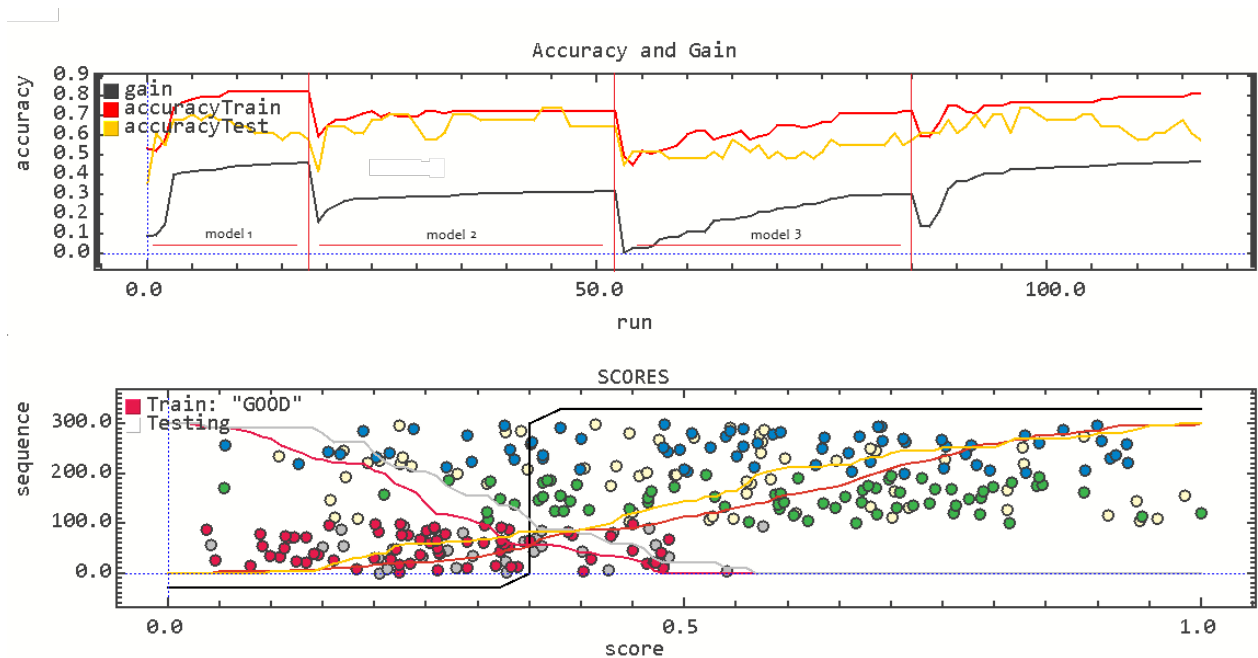 Accuracy and Gain
accuracy
0.9
0.8
0.7
0.6
0.5
0.4
0.3
0.2
0.1
0.0
gain
accuracyTrain
accuracyTest
model 1
model 2
model 3
0.0
50.0
100.0
run
SCORES
sequence
300.0
200.0
100.0
0.0
Train: "GOOD"
Testing
0.0
0.5
1.0
score